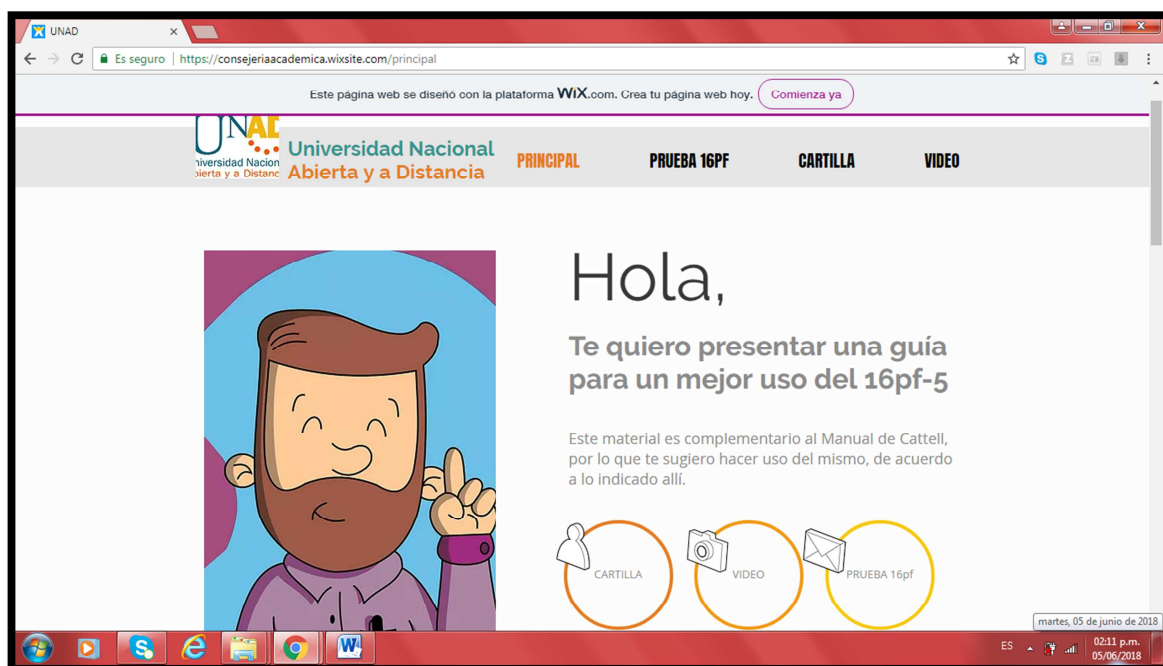 UNAD
Es seguro | https://consejeriaacademica.wixsite.com/principal
Este página web se diseñó con la plataforma WiX.com. Crea tu página web hoy. Comienza ya
UNAD
Universidad Nacional
Abierta y a Distancia
PRINCIPAL PRUEBA 16PF CARTILLA VIDEO
Hola,
Te quiero presentar una guía
para un mejor uso del 16pf-5
Este material es complementario al Manual de Cattell,
por lo que te sugiero hacer uso del mismo, de acuerdo
a lo indicado allí.
CARTILLA VIDEO PRUEBA 16pf
martes, 05 de junio de 2018
ES 02:11 p.m.
05/06/2018